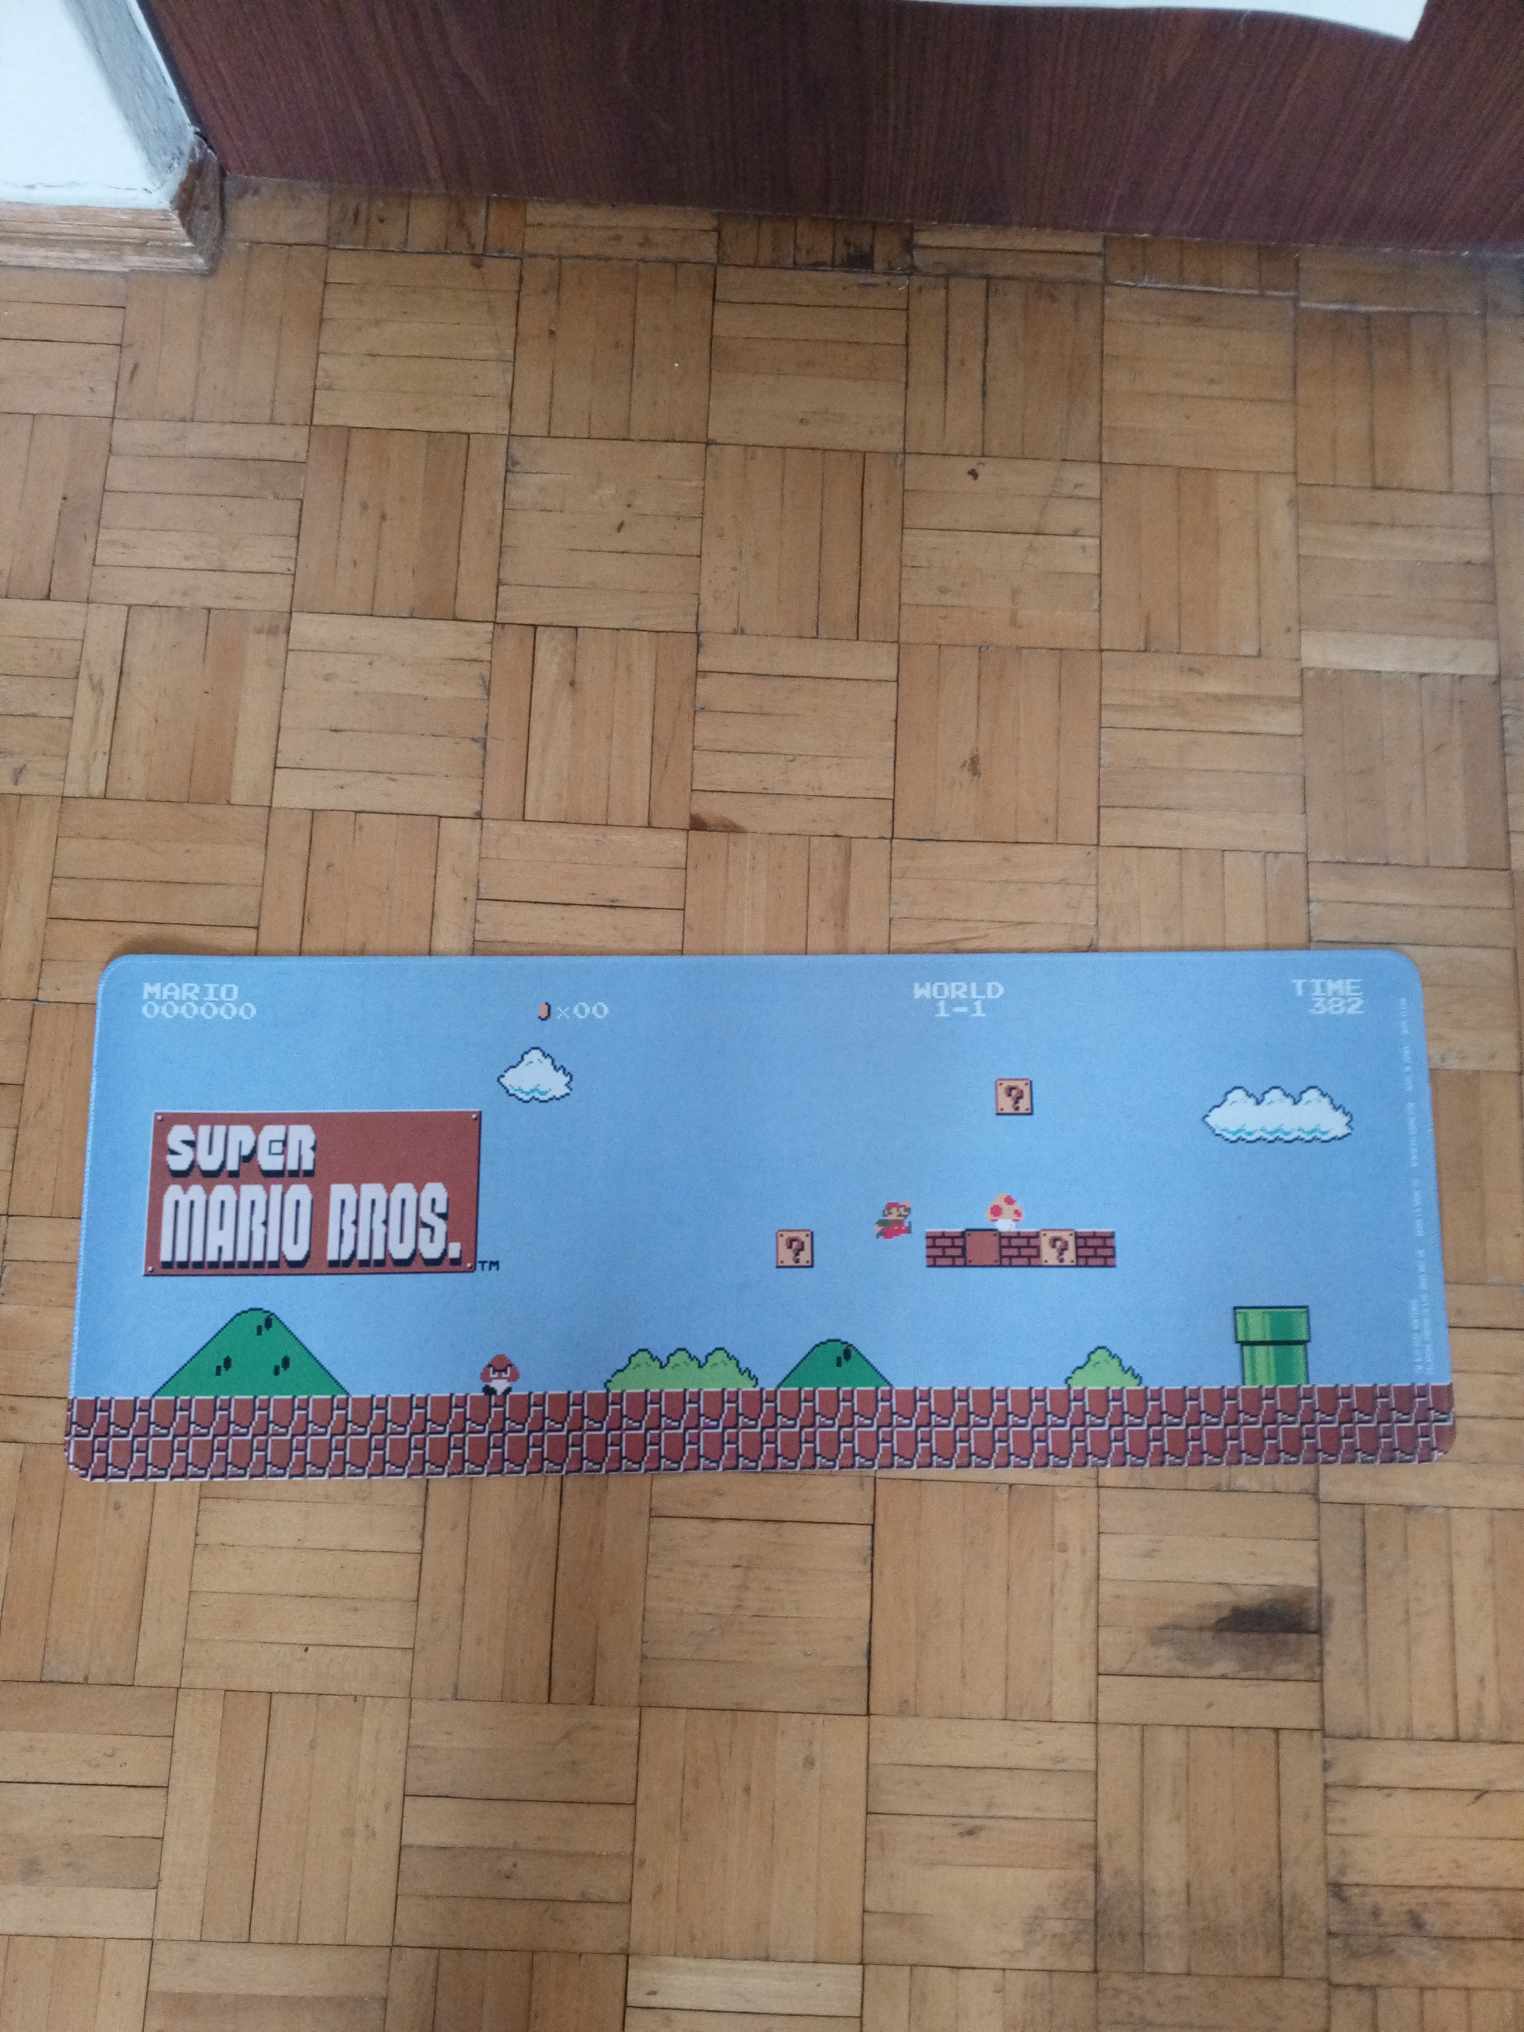 MARIO
000000
×00
WORLD
1-1
TIME
382
?
SUPER
MARIO BROS.
TM
?
?